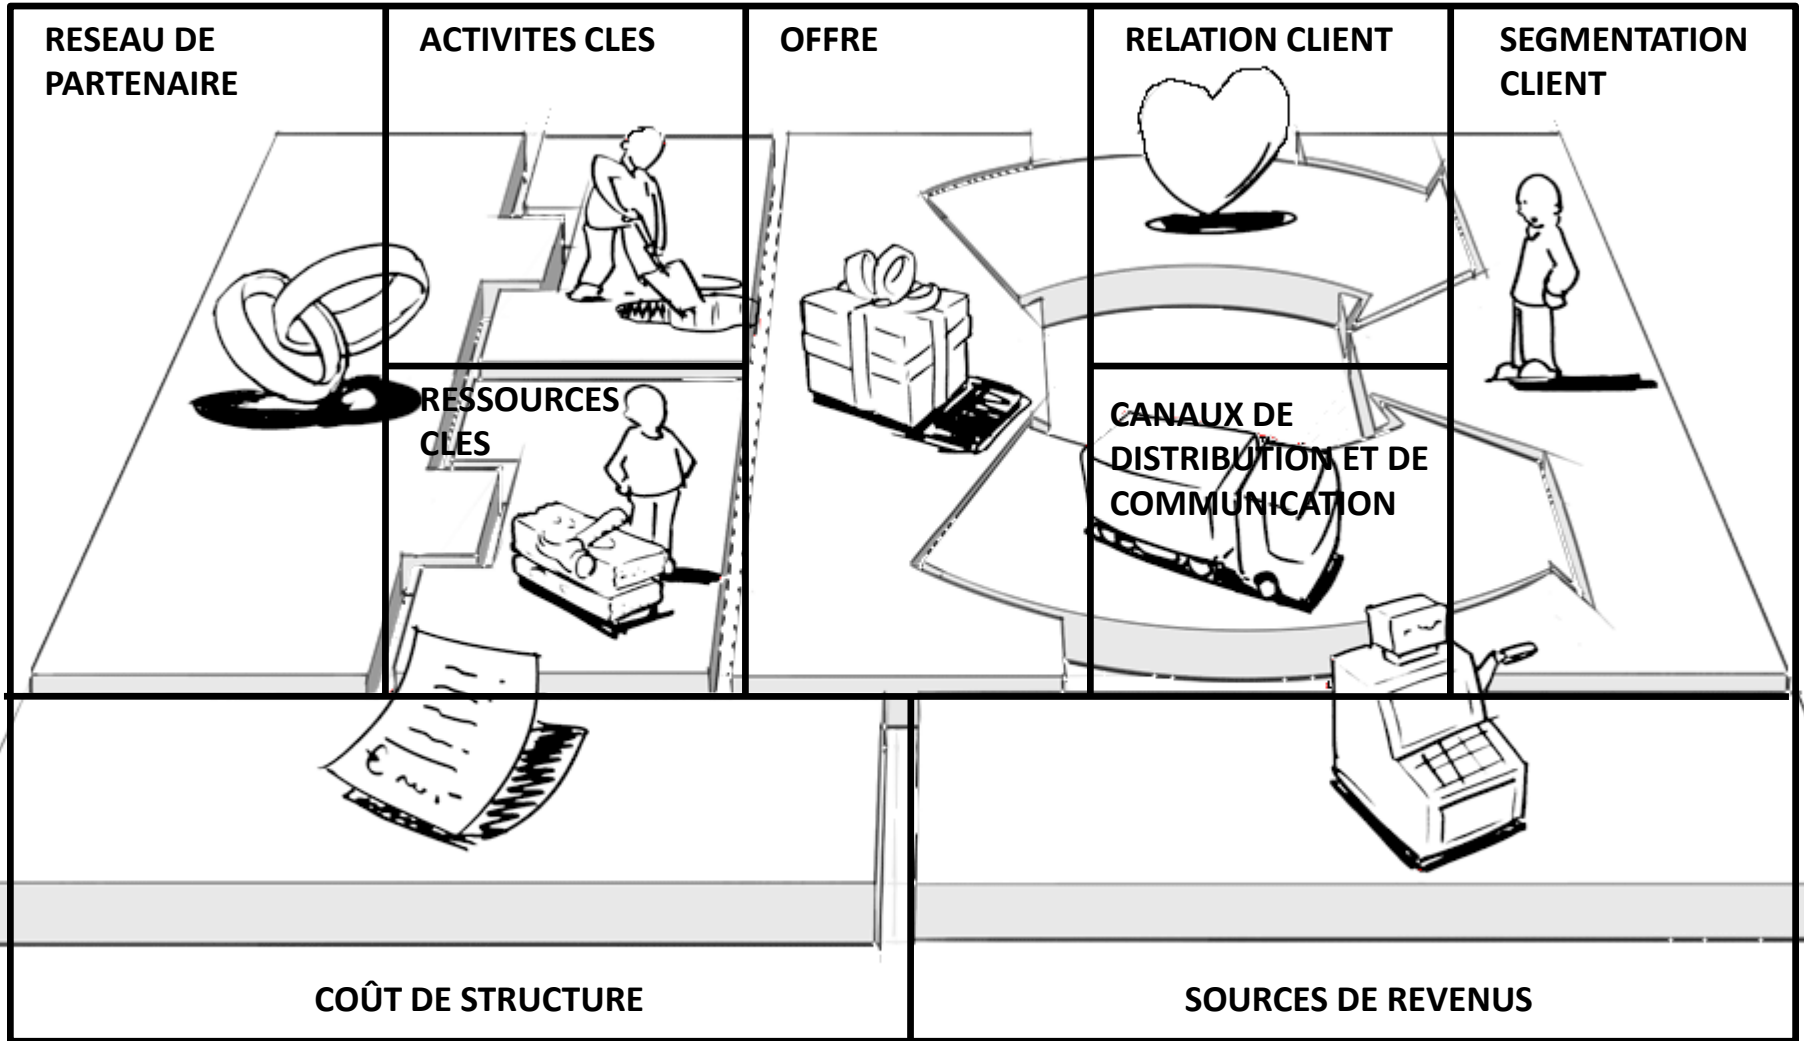 RESEAU DE
PARTENAIRE
ACTIVITES CLES
OFFRE
RELATION CLIENT
SEGMENTATION
CLIENT
RESSOURCES
CLES
CANAUX DE
DISTRIBUTION ET DE
COMMUNICATION
€
COÛT DE STRUCTURE
SOURCES DE REVENUS